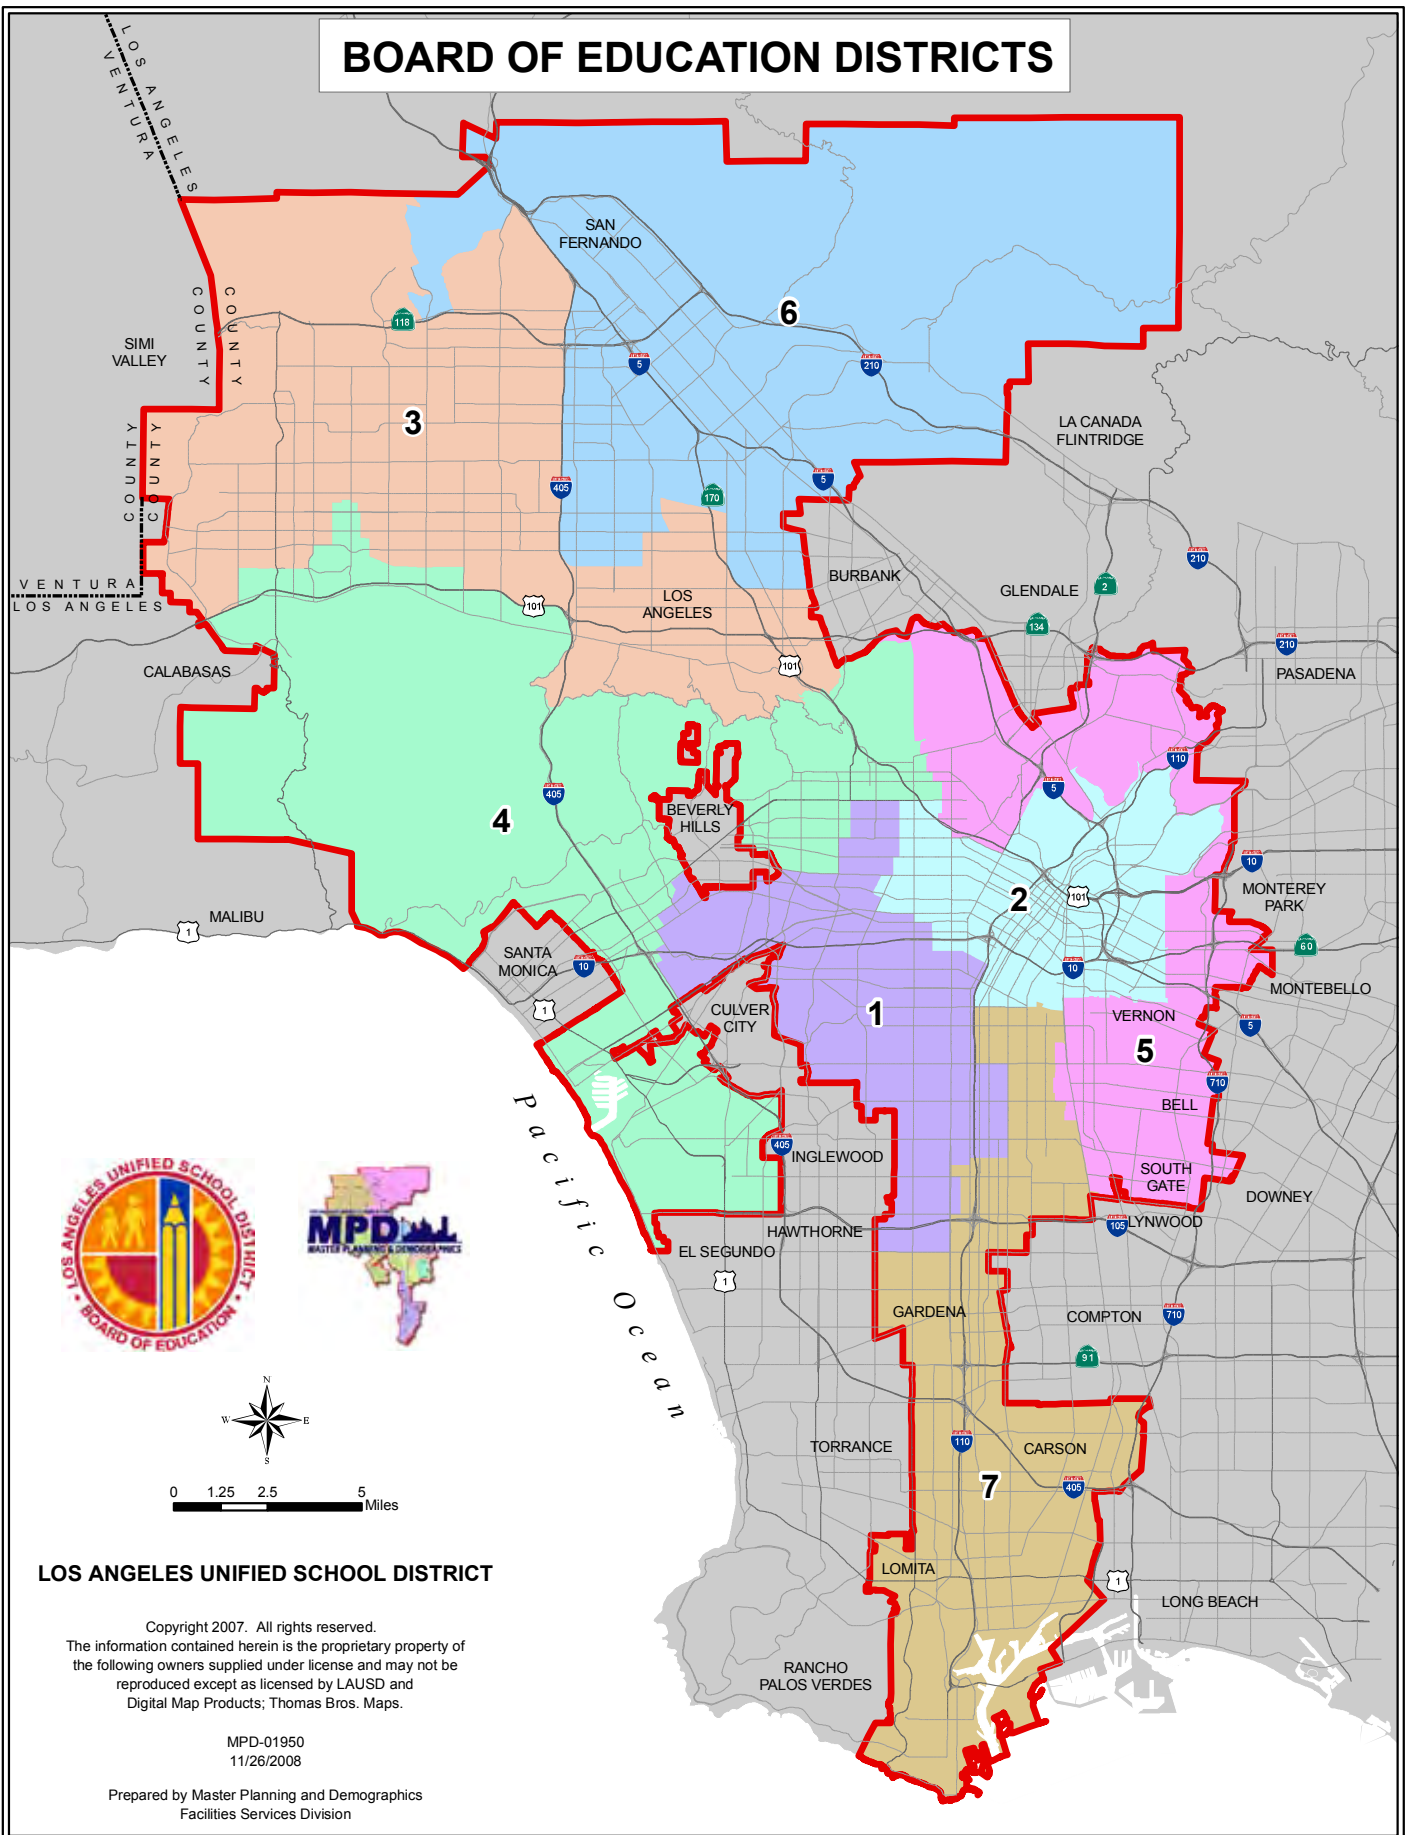 BOARD OF EDUCATION DISTRICTS
LOS ANGELES
VENTURA
SAN
FERNANDO
6
COUNTY
COUNTY
118
SIMI
VALLEY
5
210
3
LA CANADA
FLINTRIDGE
COUNTY
COUNTY
405
170
5
210
VENTURA
LOS ANGELES
BURBANK
GLENDALE
2
101
LOS
ANGELES
134
210
CALABASAS
101
PASADENA
110
405
5
4
BEVERLY
HILLS
10
2
101
MONTEREY
PARK
MALIBU
1
60
SANTA
MONICA
10
10
MONTEBELLO
1
CULVER
CITY
1
VERNON
5
5
710
BELL
Pacific Ocean
405
INGLEWOOD
SOUTH
GATE
DOWNEY
LOS ANGELES UNIFIED SCHOOL DISTRICT
BOARD OF EDUCATION
MPD
MASTER PLANNING & DEMOGRAPHICS
HAWTHORNE
105
LYNWOOD
EL SEGUNDO
1
GARDENA
COMPTON
710
91
N
W
E
S
TORRANCE
110
CARSON
7
405
0 1.25 2.5 5
Miles
LOMITA
1
LONG BEACH
LOS ANGELES UNIFIED SCHOOL DISTRICT
Copyright 2007. All rights reserved.
The information contained herein is the proprietary property of
the following owners supplied under license and may not be
reproduced except as licensed by LAUSD and
Digital Map Products; Thomas Bros. Maps.
RANCHO
PALOS VERDES
MPD-01950
11/26/2008
Prepared by Master Planning and Demographics
Facilities Services Division